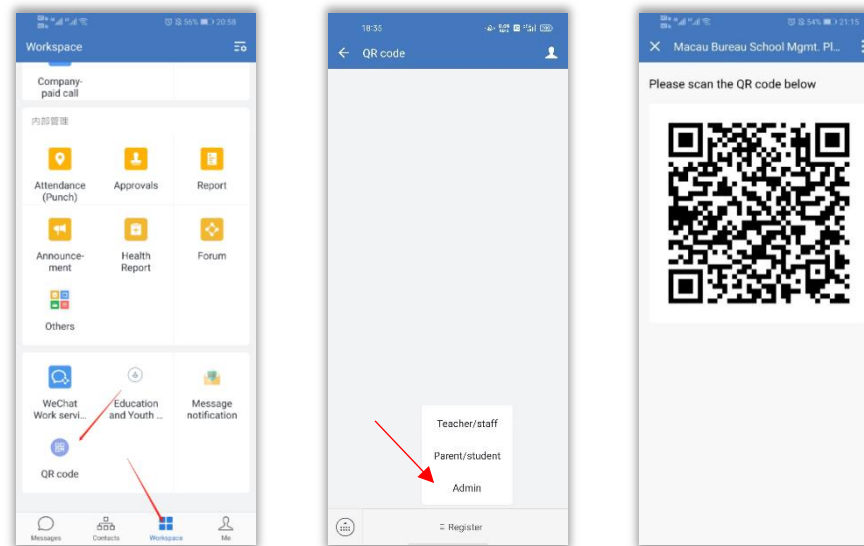 56% 20:58
Workspace
Company-
paid call
内部管理
Attendance
(Punch)
Approvals
Report
Announce-
ment
Health
Report
Forum
Others
WeChat
Work servi...
Education
and Youth ...
Message
notification
QR code
Messages
Contacts
Workspace
Me
18:35
QR code
Teacher/staff
Parent/student
Admin
Register
54% 21:15
Macau Bureau School Mgmt. Pl...
Please scan the QR code below